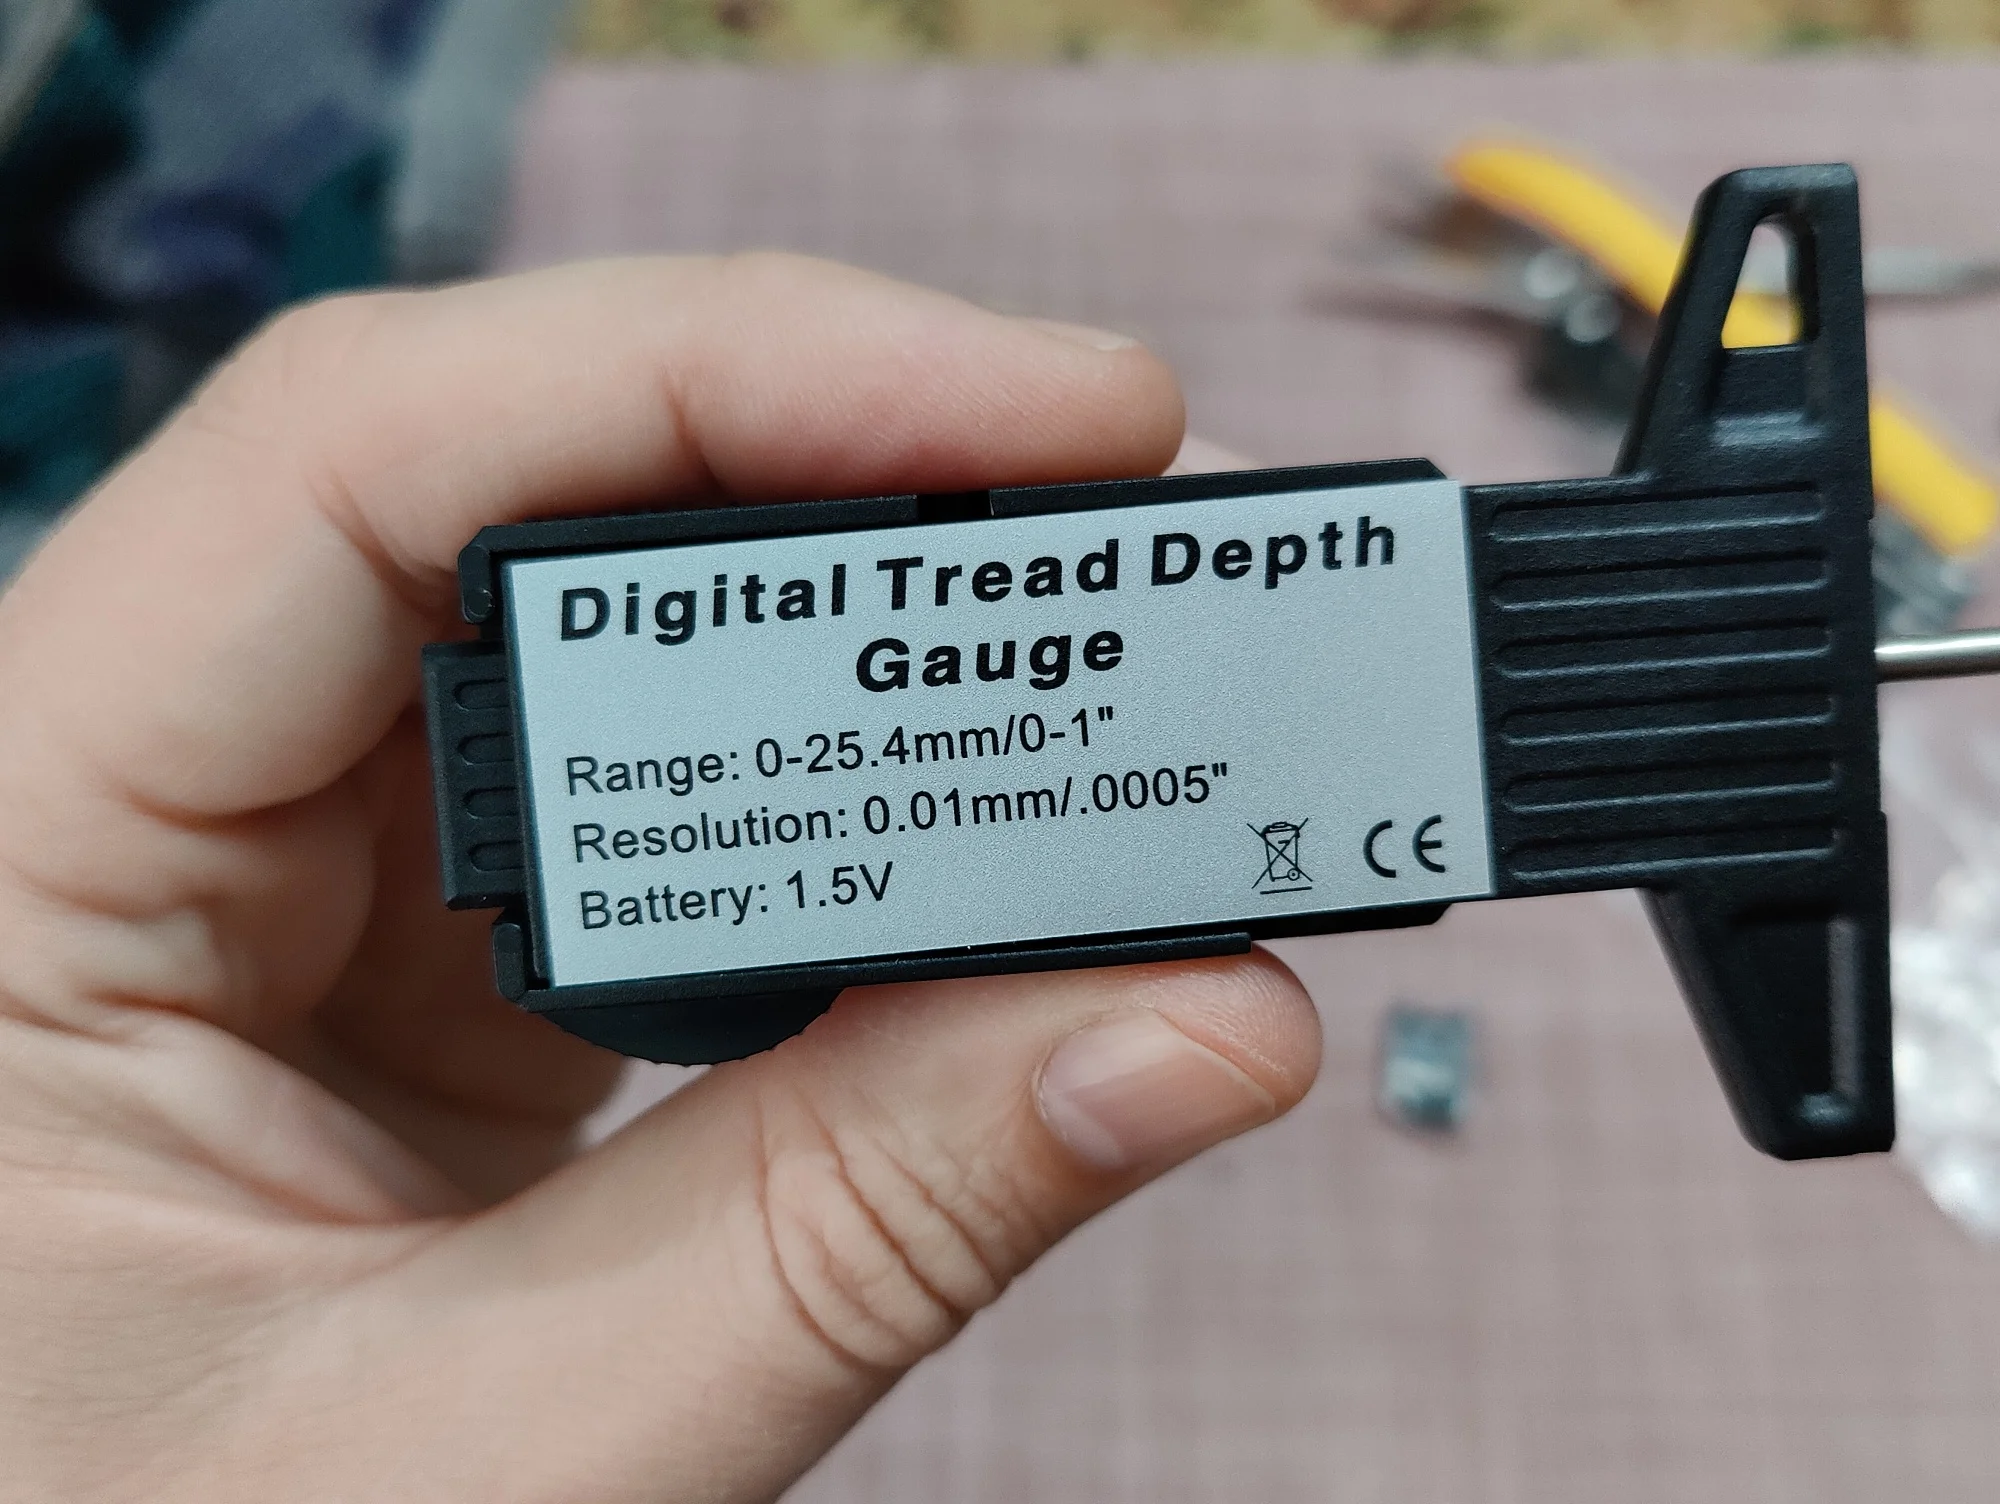 Digital Tread Depth
Gauge
Range: 0-25.4mm/0-1"
Resolution: 0.01mm/.0005"
Battery: 1.5V
CE